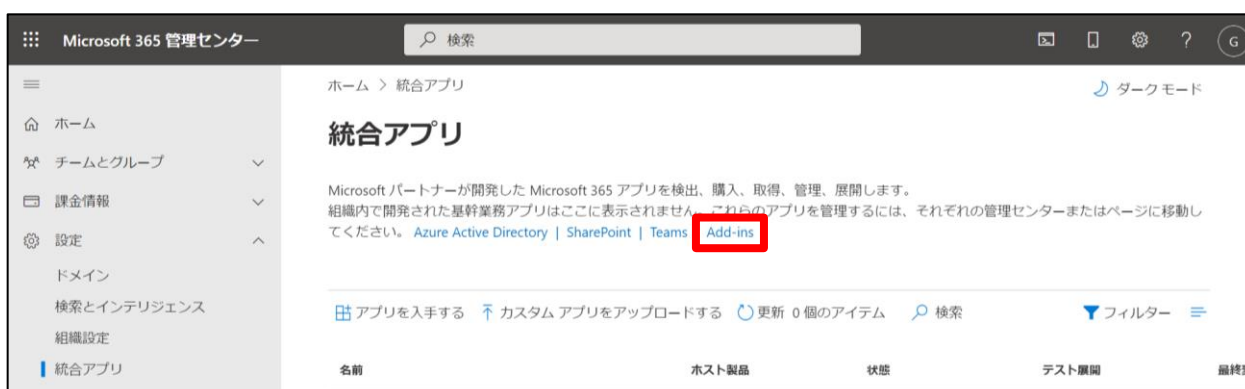 Microsoft 365 管理センター
検索
G
ホーム > 統合アプリ
ダーク モード
ホーム
統合アプリ
チームとグループ
Microsoft パートナーが開発した Microsoft 365 アプリを検出、購入、取得、管理、展開します。
課金情報
組織内で開発された基幹業務アプリはここに表示されません。これらのアプリを管理するには、それぞれの管理センターまたはページに移動し
てください。 Azure Active Directory | SharePoint | Teams Add-ins
設定
ドメイン
検索とインテリジェンス
アプリを入手する カスタム アプリをアップロードする 更新 0 個のアイテム 検索 フィルター
組織設定
統合アプリ
名前 ホスト製品 状態 テスト展開